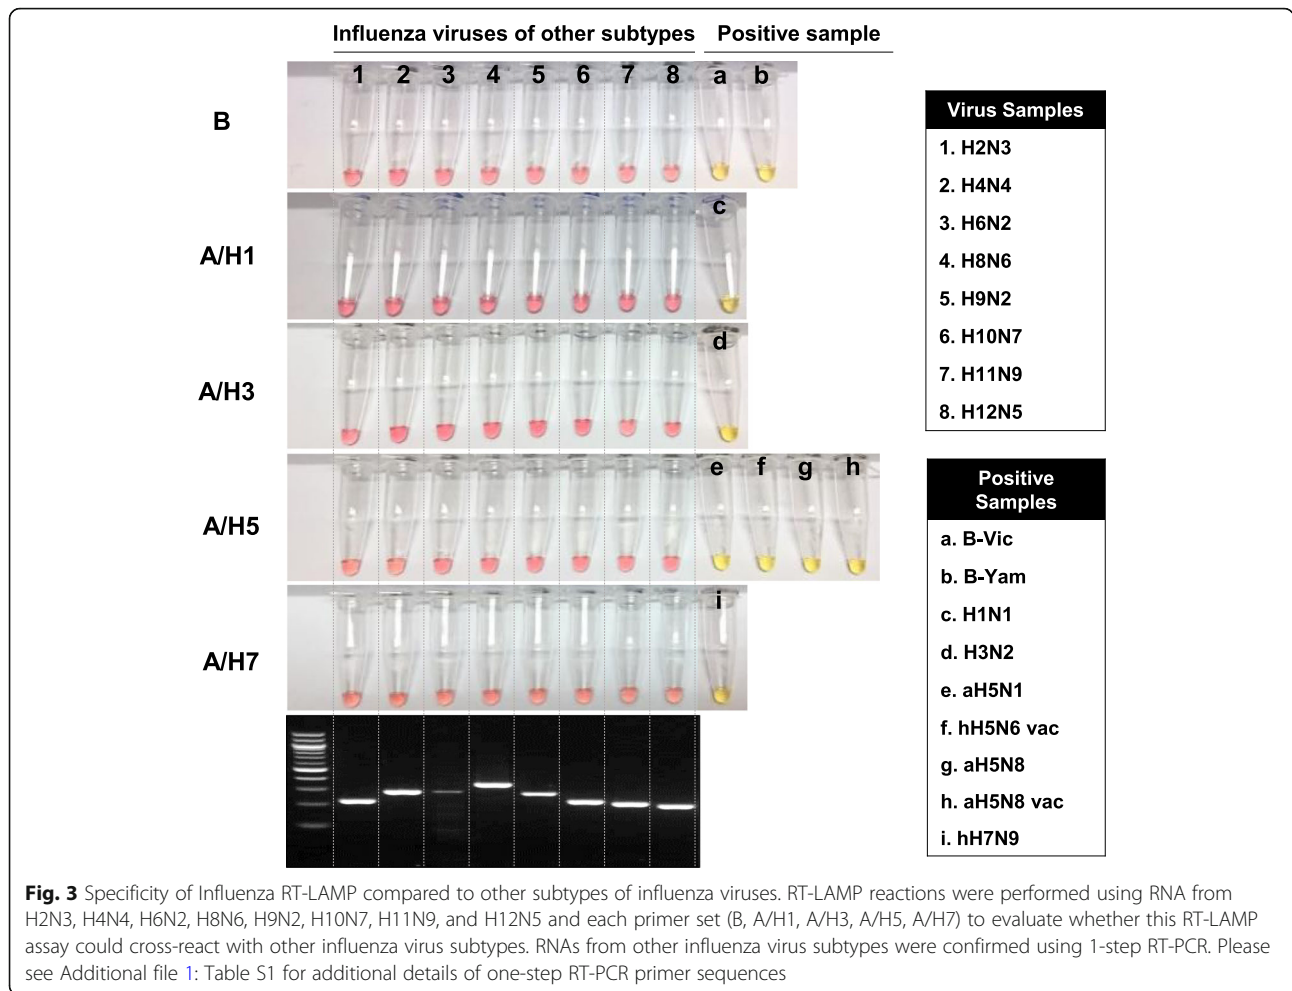 Influenza viruses of other subtypes Positive sample
1 2 3 4 5 6 7 8 a b
B
c
A/H1
d
A/H3
e f g h
A/H5
i
A/H7
Virus Samples
1. H2N3
2. H4N4
3. H6N2
4. H8N6
5. H9N2
6. H10N7
7. H11N9
8. H12N5
Positive
Samples
a. B-Vic
b. B-Yam
c. H1N1
d. H3N2
e. aH5N1
f. hH5N6 vac
g. aH5N8
h. aH5N8 vac
i. hH7N9
Fig. 3 Specificity of Influenza RT-LAMP compared to other subtypes of influenza viruses. RT-LAMP reactions were performed using RNA from
H2N3, H4N4, H6N2, H8N6, H9N2, H10N7, H11N9, and H12N5 and each primer set (B, A/H1, A/H3, A/H5, A/H7) to evaluate whether this RT-LAMP
assay could cross-react with other influenza virus subtypes. RNAs from other influenza virus subtypes were confirmed using 1-step RT-PCR. Please
see Additional file 1: Table S1 for additional details of one-step RT-PCR primer sequences